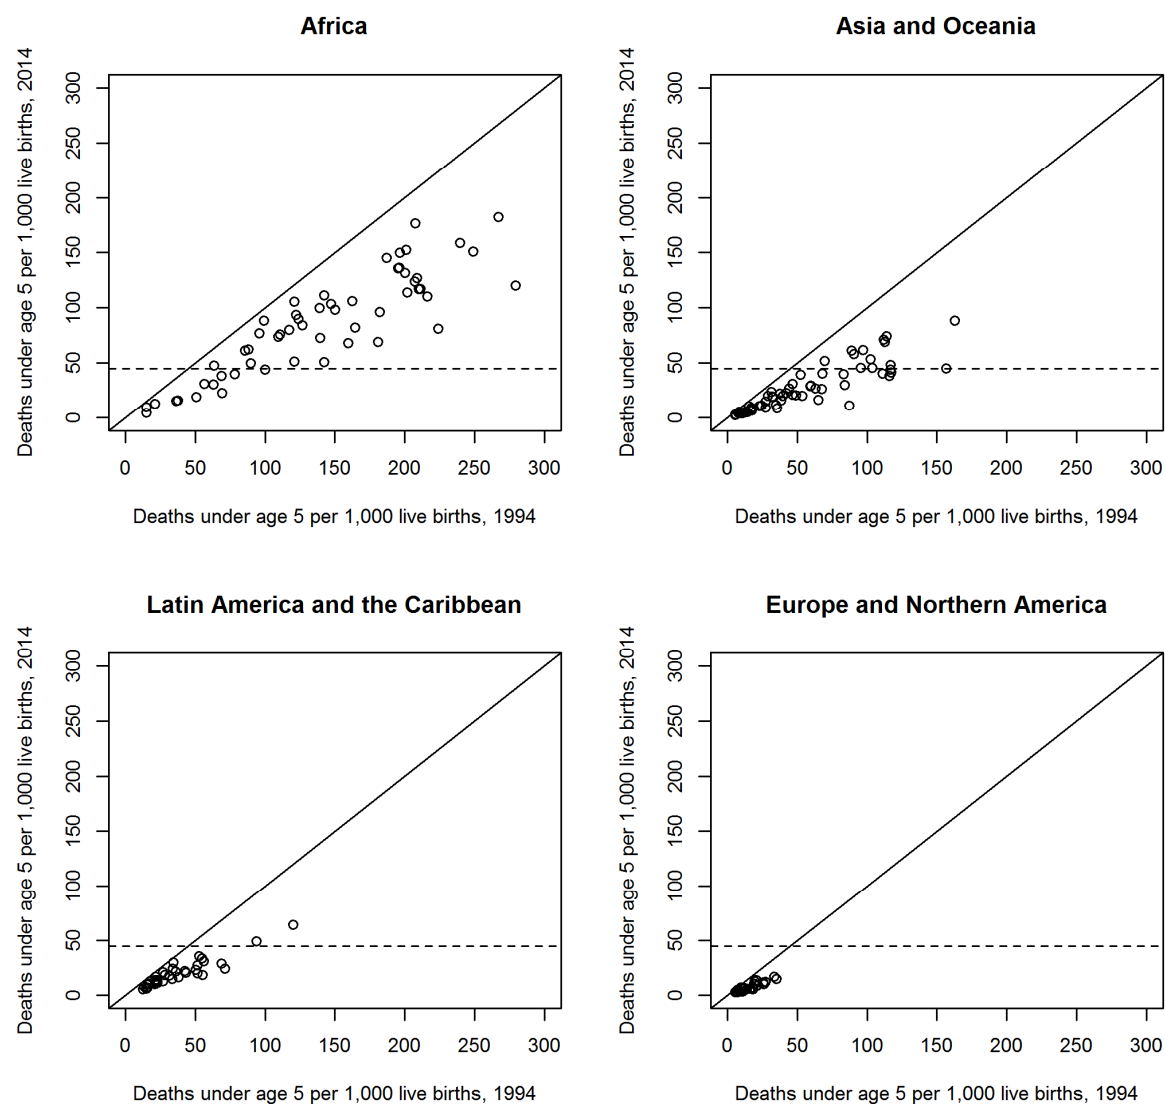 Africa
Deaths under age 5 per 1,000 live births, 2014
300
250
200
150
100
50
0
0 50 100 150 200 250 300
Deaths under age 5 per 1,000 live births, 1994
Asia and Oceania
Deaths under age 5 per 1,000 live births, 2014
300
250
200
150
100
50
0
0 50 100 150 200 250 300
Deaths under age 5 per 1,000 live births, 1994
Latin America and the Caribbean
Deaths under age 5 per 1,000 live births, 2014
300
250
200
150
100
50
0
0 50 100 150 200 250 300
Deaths under age 5 per 1,000 live births, 1994
Europe and Northern America
Deaths under age 5 per 1,000 live births, 2014
300
250
200
150
100
50
0
0 50 100 150 200 250 300
Deaths under age 5 per 1,000 live births, 1994